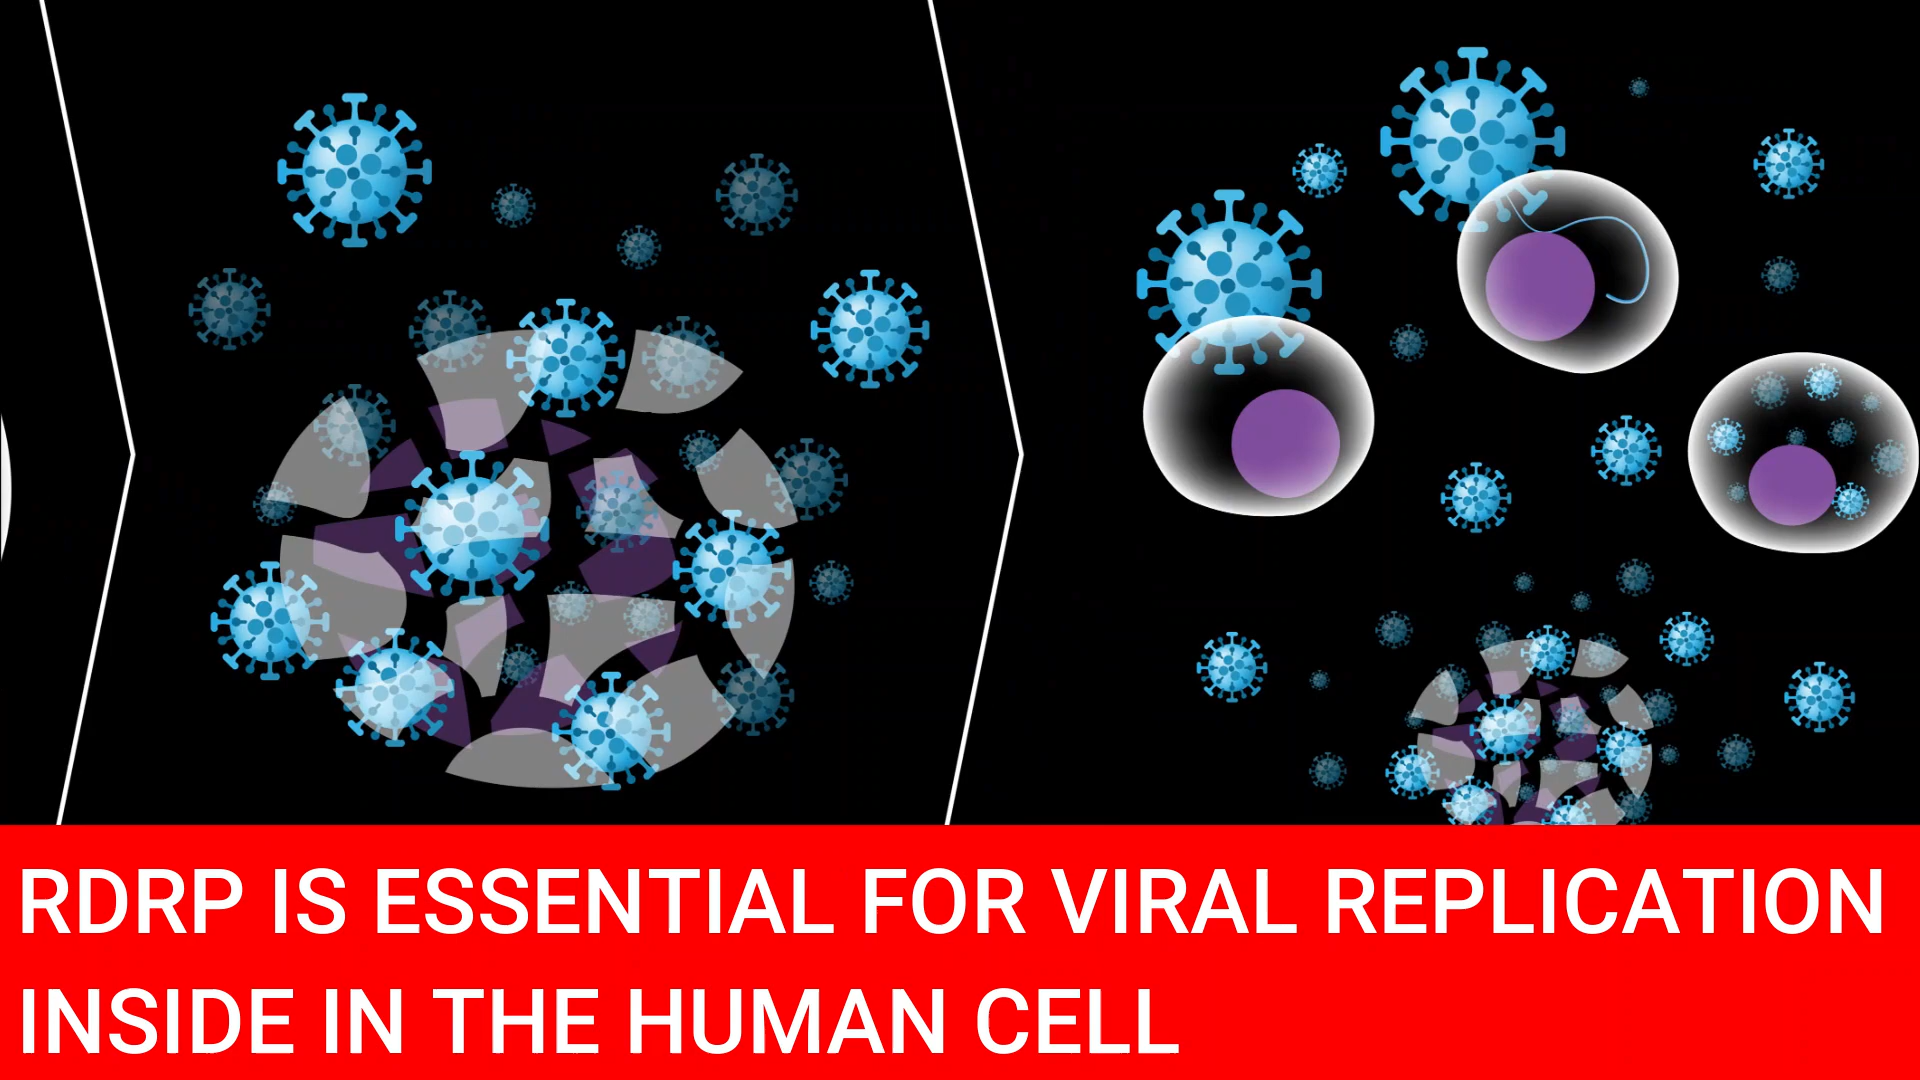 RDRP IS ESSENTIAL FOR VIRAL REPLICATION
INSIDE IN THE HUMAN CELL